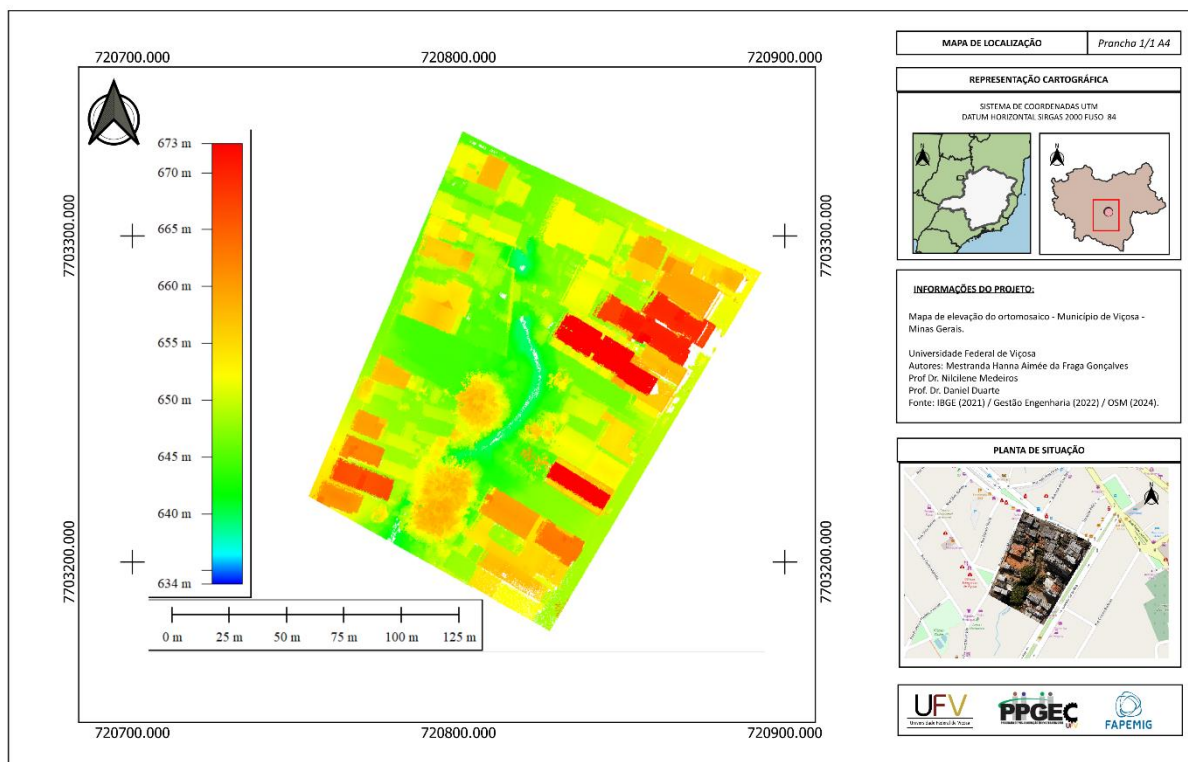 720700.000
720800.000
720900.000
673 m
670 m
665 m
660 m
655 m
650 m
645 m
640 m
634 m
7703300.000
7703200.000
7703300.000
7703200.000
0 m
25 m
50 m
75 m
100 m
125 m
720700.000
720800.000
720900.000
MAPA DE LOCALIZAÇÃO
Prancha 1/1 A4
REPRESENTAÇÃO CARTOGRÁFICA
SISTEMA DE COORDENADAS UTM
DATUM HORIZONTAL SIRGAS 2000 FUSO 84
N
N
INFORMAÇÕES DO PROJETO:
Mapa de elevação do ortomosaico - Município de Viçosa -
Minas Gerais.
Universidade Federal de Viçosa
Autores: Mestranda Hanna Aimée da Fraga Gonçalves
Prof Dr. Nilcilene Medeiros
Prof. Dr. Daniel Duarte
Fonte: IBGE (2021) / Gestão Engenharia (2022) / OSM (2024).
PLANTA DE SITUAÇÃO
N
UFV
Universidade Federal de Viçosa
PPGEC
UFV
FAPEMIG